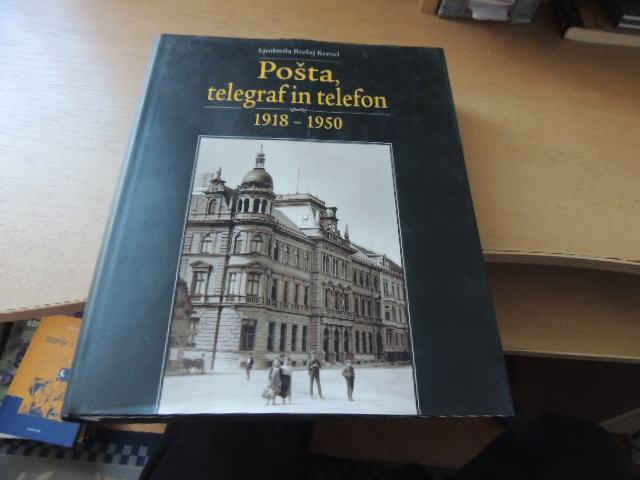 Ljudmila Bezlaj Krevel
Pošta,
telegraf in telefon
1918 – 1950